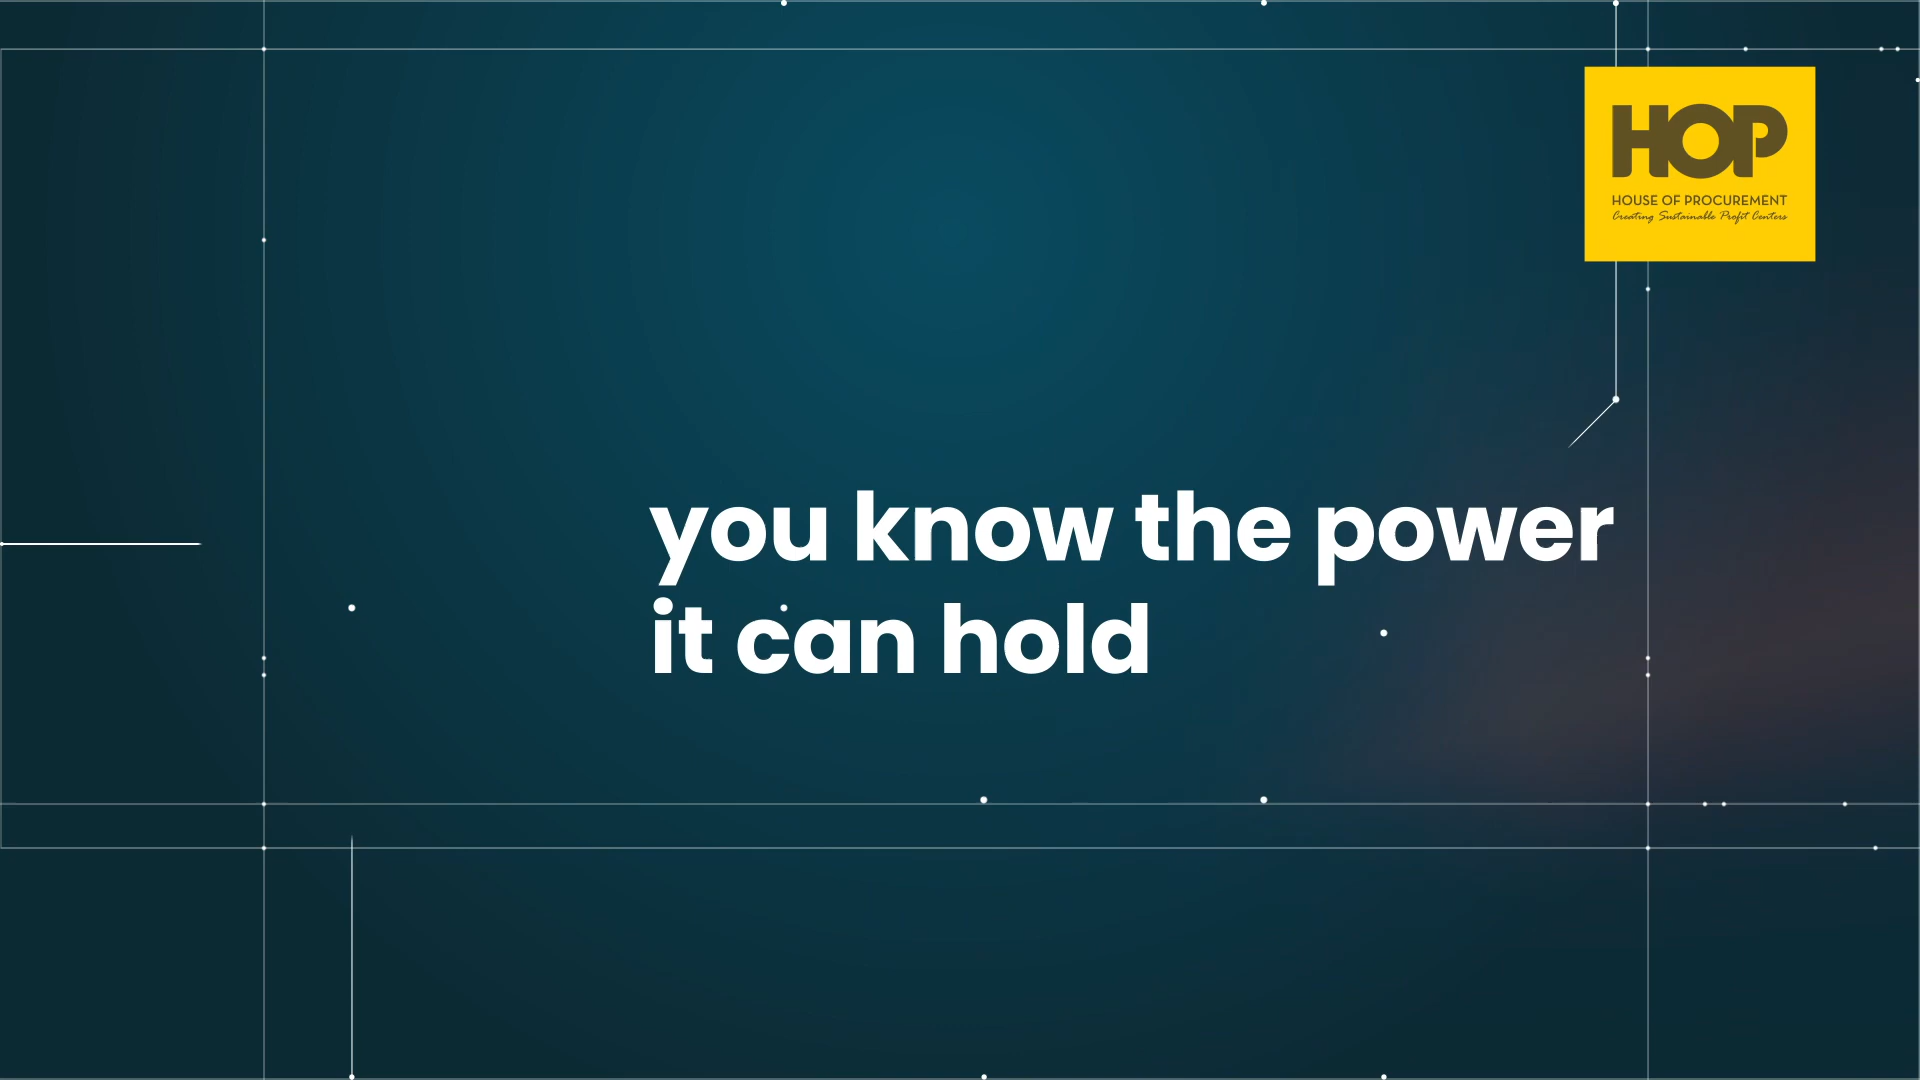 HOP
HOUSE OF PROCUREMENT
Creating Sustainable Profit Centers
you know the power
it can hold